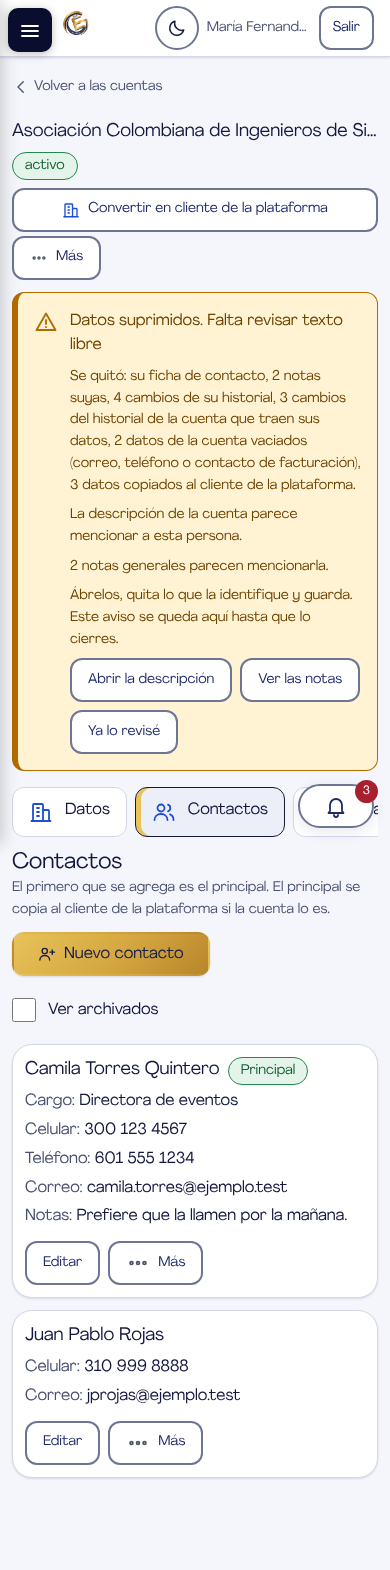 María Fernand...
Salir
Volver a las cuentas
Asociación Colombiana de Ingenieros de Si...
activo
Convertir en cliente de la plataforma
Más
Datos suprimidos. Falta revisar texto
libre
Se quitó: su ficha de contacto, 2 notas
suyas, 4 cambios de su historial, 3 cambios
del historial de la cuenta que traen sus
datos, 2 datos de la cuenta vaciados
(correo, teléfono o contacto de facturación),
3 datos copiados al cliente de la plataforma.
La descripción de la cuenta parece
mencionar a esta persona.
2 notas generales parecen mencionarla.
Ábrelos, quita lo que la identifique y guarda.
Este aviso se queda aquí hasta que lo
cierres.
Abrir la descripción
Ver las notas
Ya lo revisé
3
Datos
Contactos
Contactos
El primero que se agrega es el principal. El principal se
copia al cliente de la plataforma si la cuenta lo es.
Nuevo contacto
Ver archivados
Camila Torres Quintero Principal
Cargo: Directora de eventos
Celular: 300 123 4567
Teléfono: 601 555 1234
Correo: camila.torres@ejemplo.test
Notas: Prefiere que la llamen por la mañana.
Editar
Más
Juan Pablo Rojas
Celular: 310 999 8888
Correo: jprojas@ejemplo.test
Editar
Más